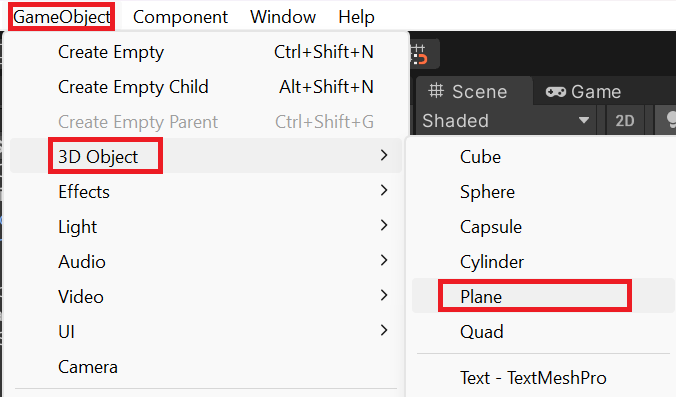 GameObject Component Window Help
Create Empty Ctrl+Shift+N
Create Empty Child Alt+Shift+N
Create Empty Parent Ctrl+Shift+G
3D Object
Effects
Light
Audio
Video
UI
Camera
Scene Game
Shaded 2D
Cube
Sphere
Capsule
Cylinder
Plane
Quad
Text - TextMeshPro